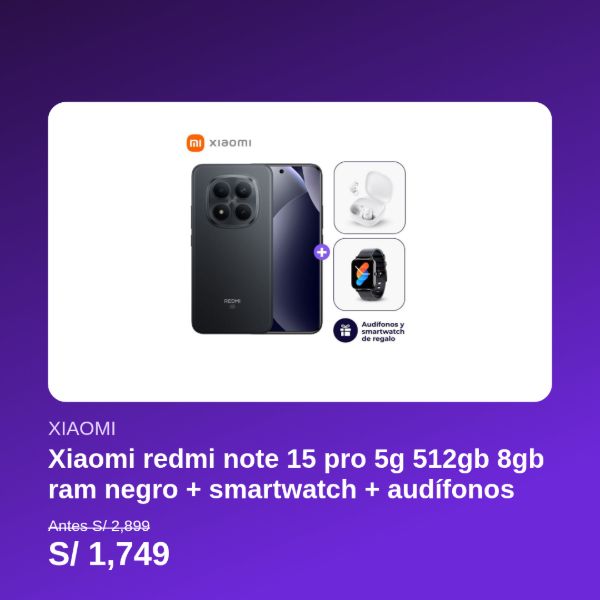 xiaomi
REDMI
Audífonos y
smartwatch
de regalo
XIAOMI
Xiaomi redmi note 15 pro 5g 512gb 8gb
ram negro + smartwatch + audífonos
Antes S/ 2,899
S/ 1,749